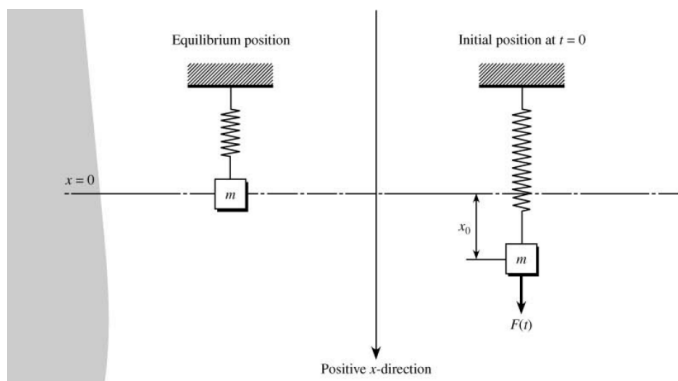 Equilibrium position
Initial position at t = 0
x = 0
m
x₀
m
F(t)
Positive x-direction